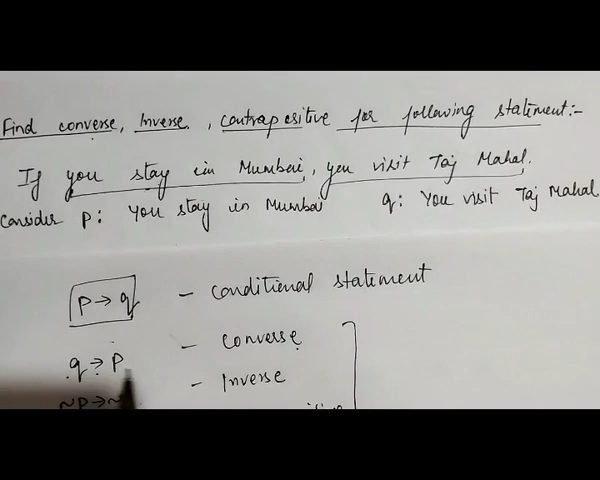 Find converse, Inverse, contrapositive for following statement:-
If you stay in Mumbai, you visit Taj Mahal.
Consider p: You stay in Mumbai q: You visit Taj Mahal
p → q - Conditional statement
q → p - Converse
~p → ~ - Inverse